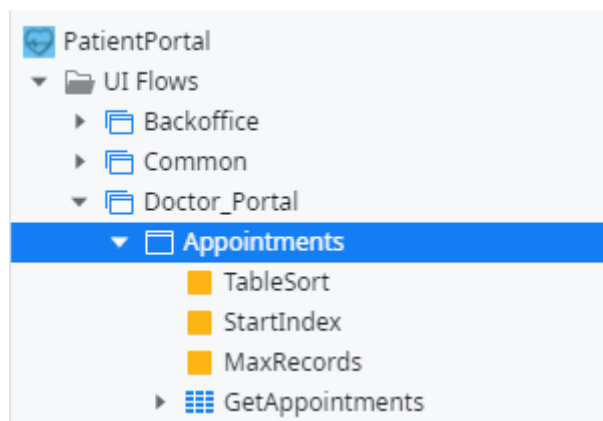 PatientPortal
UI Flows
Backoffice
Common
Doctor_Portal
Appointments
TableSort
StartIndex
MaxRecords
GetAppointments